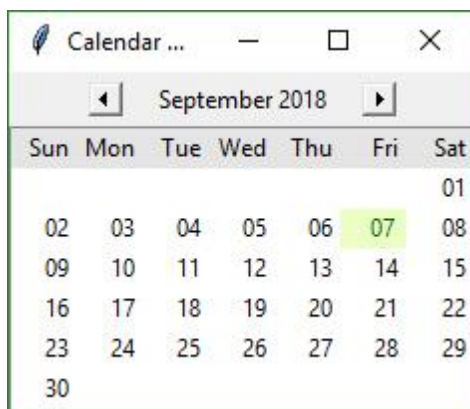 Calendar ...
September 2018
Sun Mon Tue Wed Thu Fri Sat
01
02 03 04 05 06 07 08
09 10 11 12 13 14 15
16 17 18 19 20 21 22
23 24 25 26 27 28 29
30